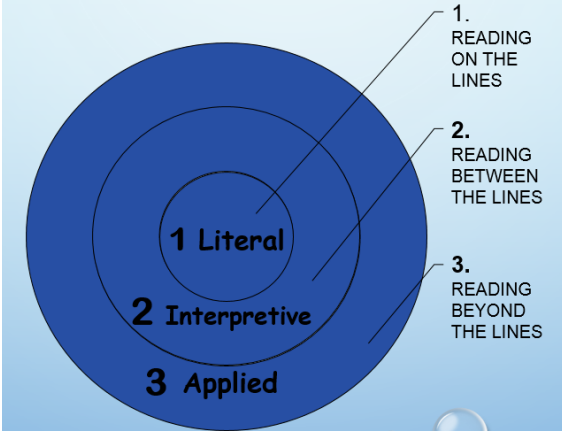 1.
READING
ON THE
LINES
2.
READING
BETWEEN
THE LINES
3.
READING
BEYOND
THE LINES
1 Literal
2 Interpretive
3 Applied